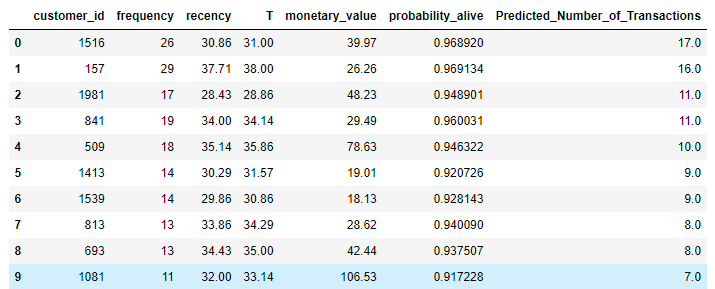 customer_id frequency recency T monetary_value probability_alive Predicted_Number_of_Transactions
0 1516 26 30.86 31.00 39.97 0.968920 17.0
1 157 29 37.71 38.00 26.26 0.969134 16.0
2 1981 17 28.43 28.86 48.23 0.948901 11.0
3 841 19 34.00 34.14 29.49 0.960031 11.0
4 509 18 35.14 35.86 78.63 0.946322 10.0
5 1413 14 30.29 31.57 19.01 0.920726 9.0
6 1539 14 29.86 30.86 18.13 0.928143 9.0
7 813 13 33.86 34.29 28.62 0.940090 8.0
8 693 13 34.43 35.00 42.44 0.937507 8.0
9 1081 11 32.00 33.14 106.53 0.917228 7.0